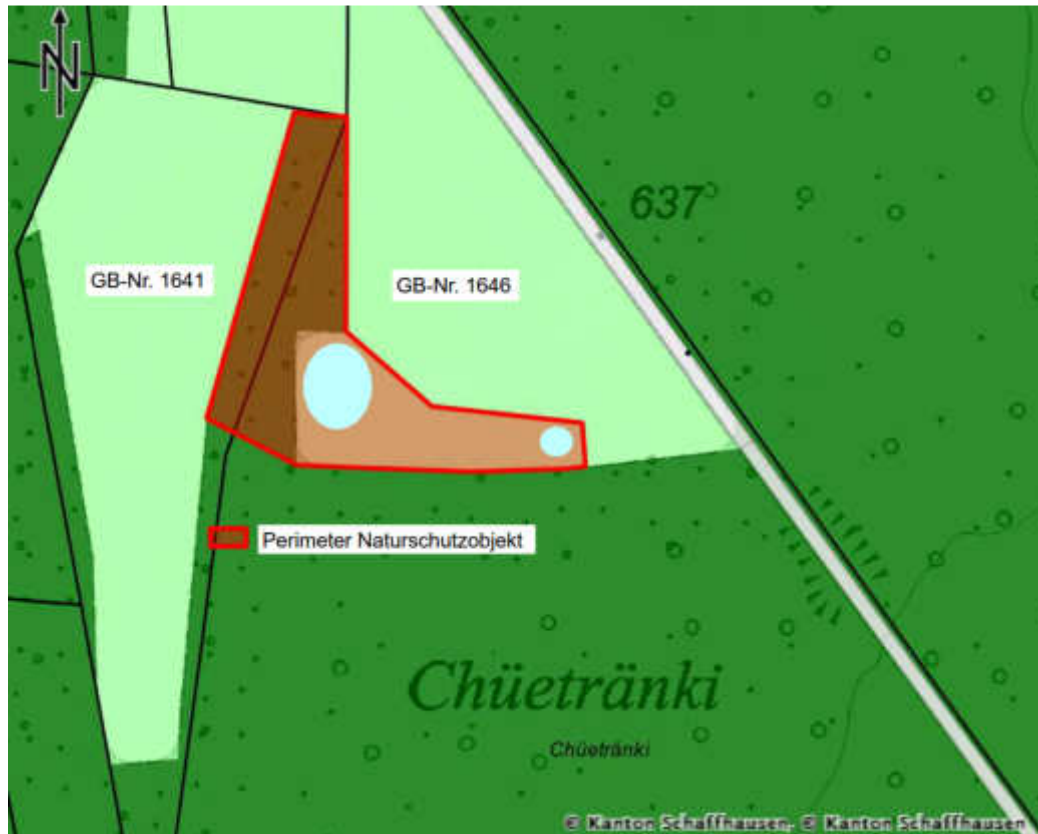 N
637
GB-Nr. 1641
GB-Nr. 1646
Perimeter Naturschutzobjekt
Chüetränki
Chüetränki
© Kanton Schaffhausen, © Kanton Schaffhausen